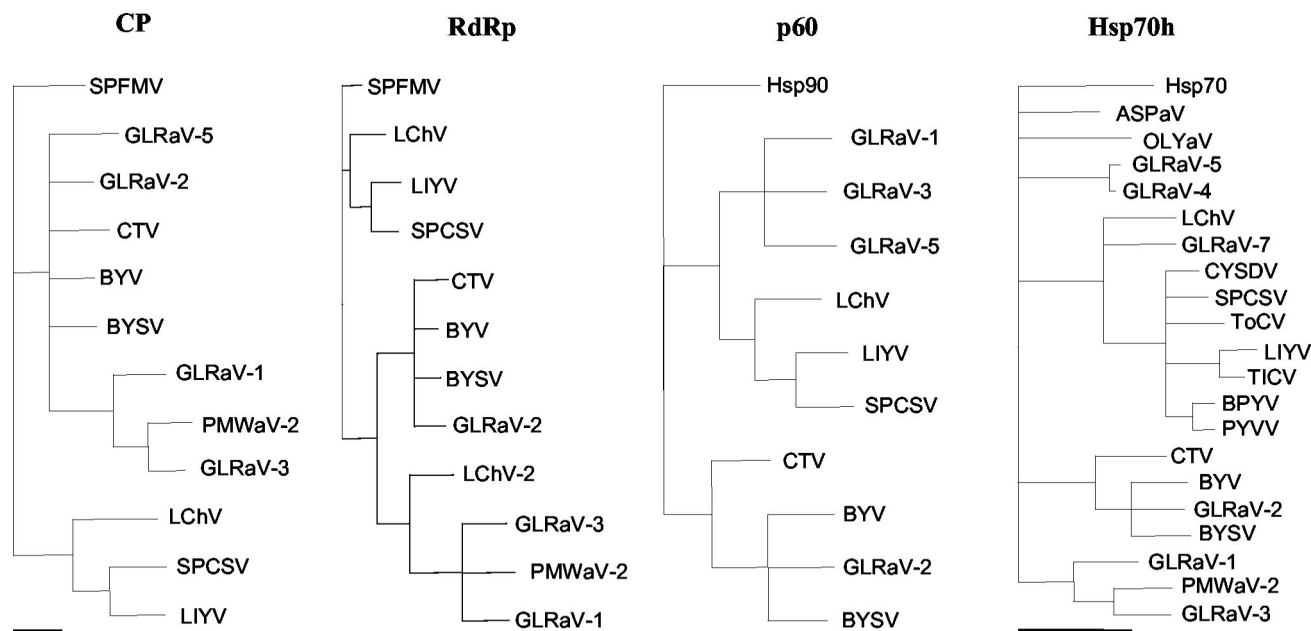 CP
SPFMV
GLRaV-5
GLRaV-2
CTV
BYV
BYSV
GLRaV-1
PMWaV-2
GLRaV-3
LChV
SPCSV
LIYV
RdRp
SPFMV
LChV
LIYV
SPCSV
CTV
BYV
BYSV
GLRaV-2
LChV-2
GLRaV-3
PMWaV-2
GLRaV-1
p60
Hsp90
GLRaV-1
GLRaV-3
GLRaV-5
LChV
LIYV
SPCSV
CTV
BYV
GLRaV-2
BYSV
Hsp70h
Hsp70
ASPaV
OLYaV
GLRaV-5
GLRaV-4
LChV
GLRaV-7
CYSDV
SPCSV
ToCV
LIYV
TICV
BPYV
PYVV
CTV
BYV
GLRaV-2
BYSV
GLRaV-1
PMWaV-2
GLRaV-3